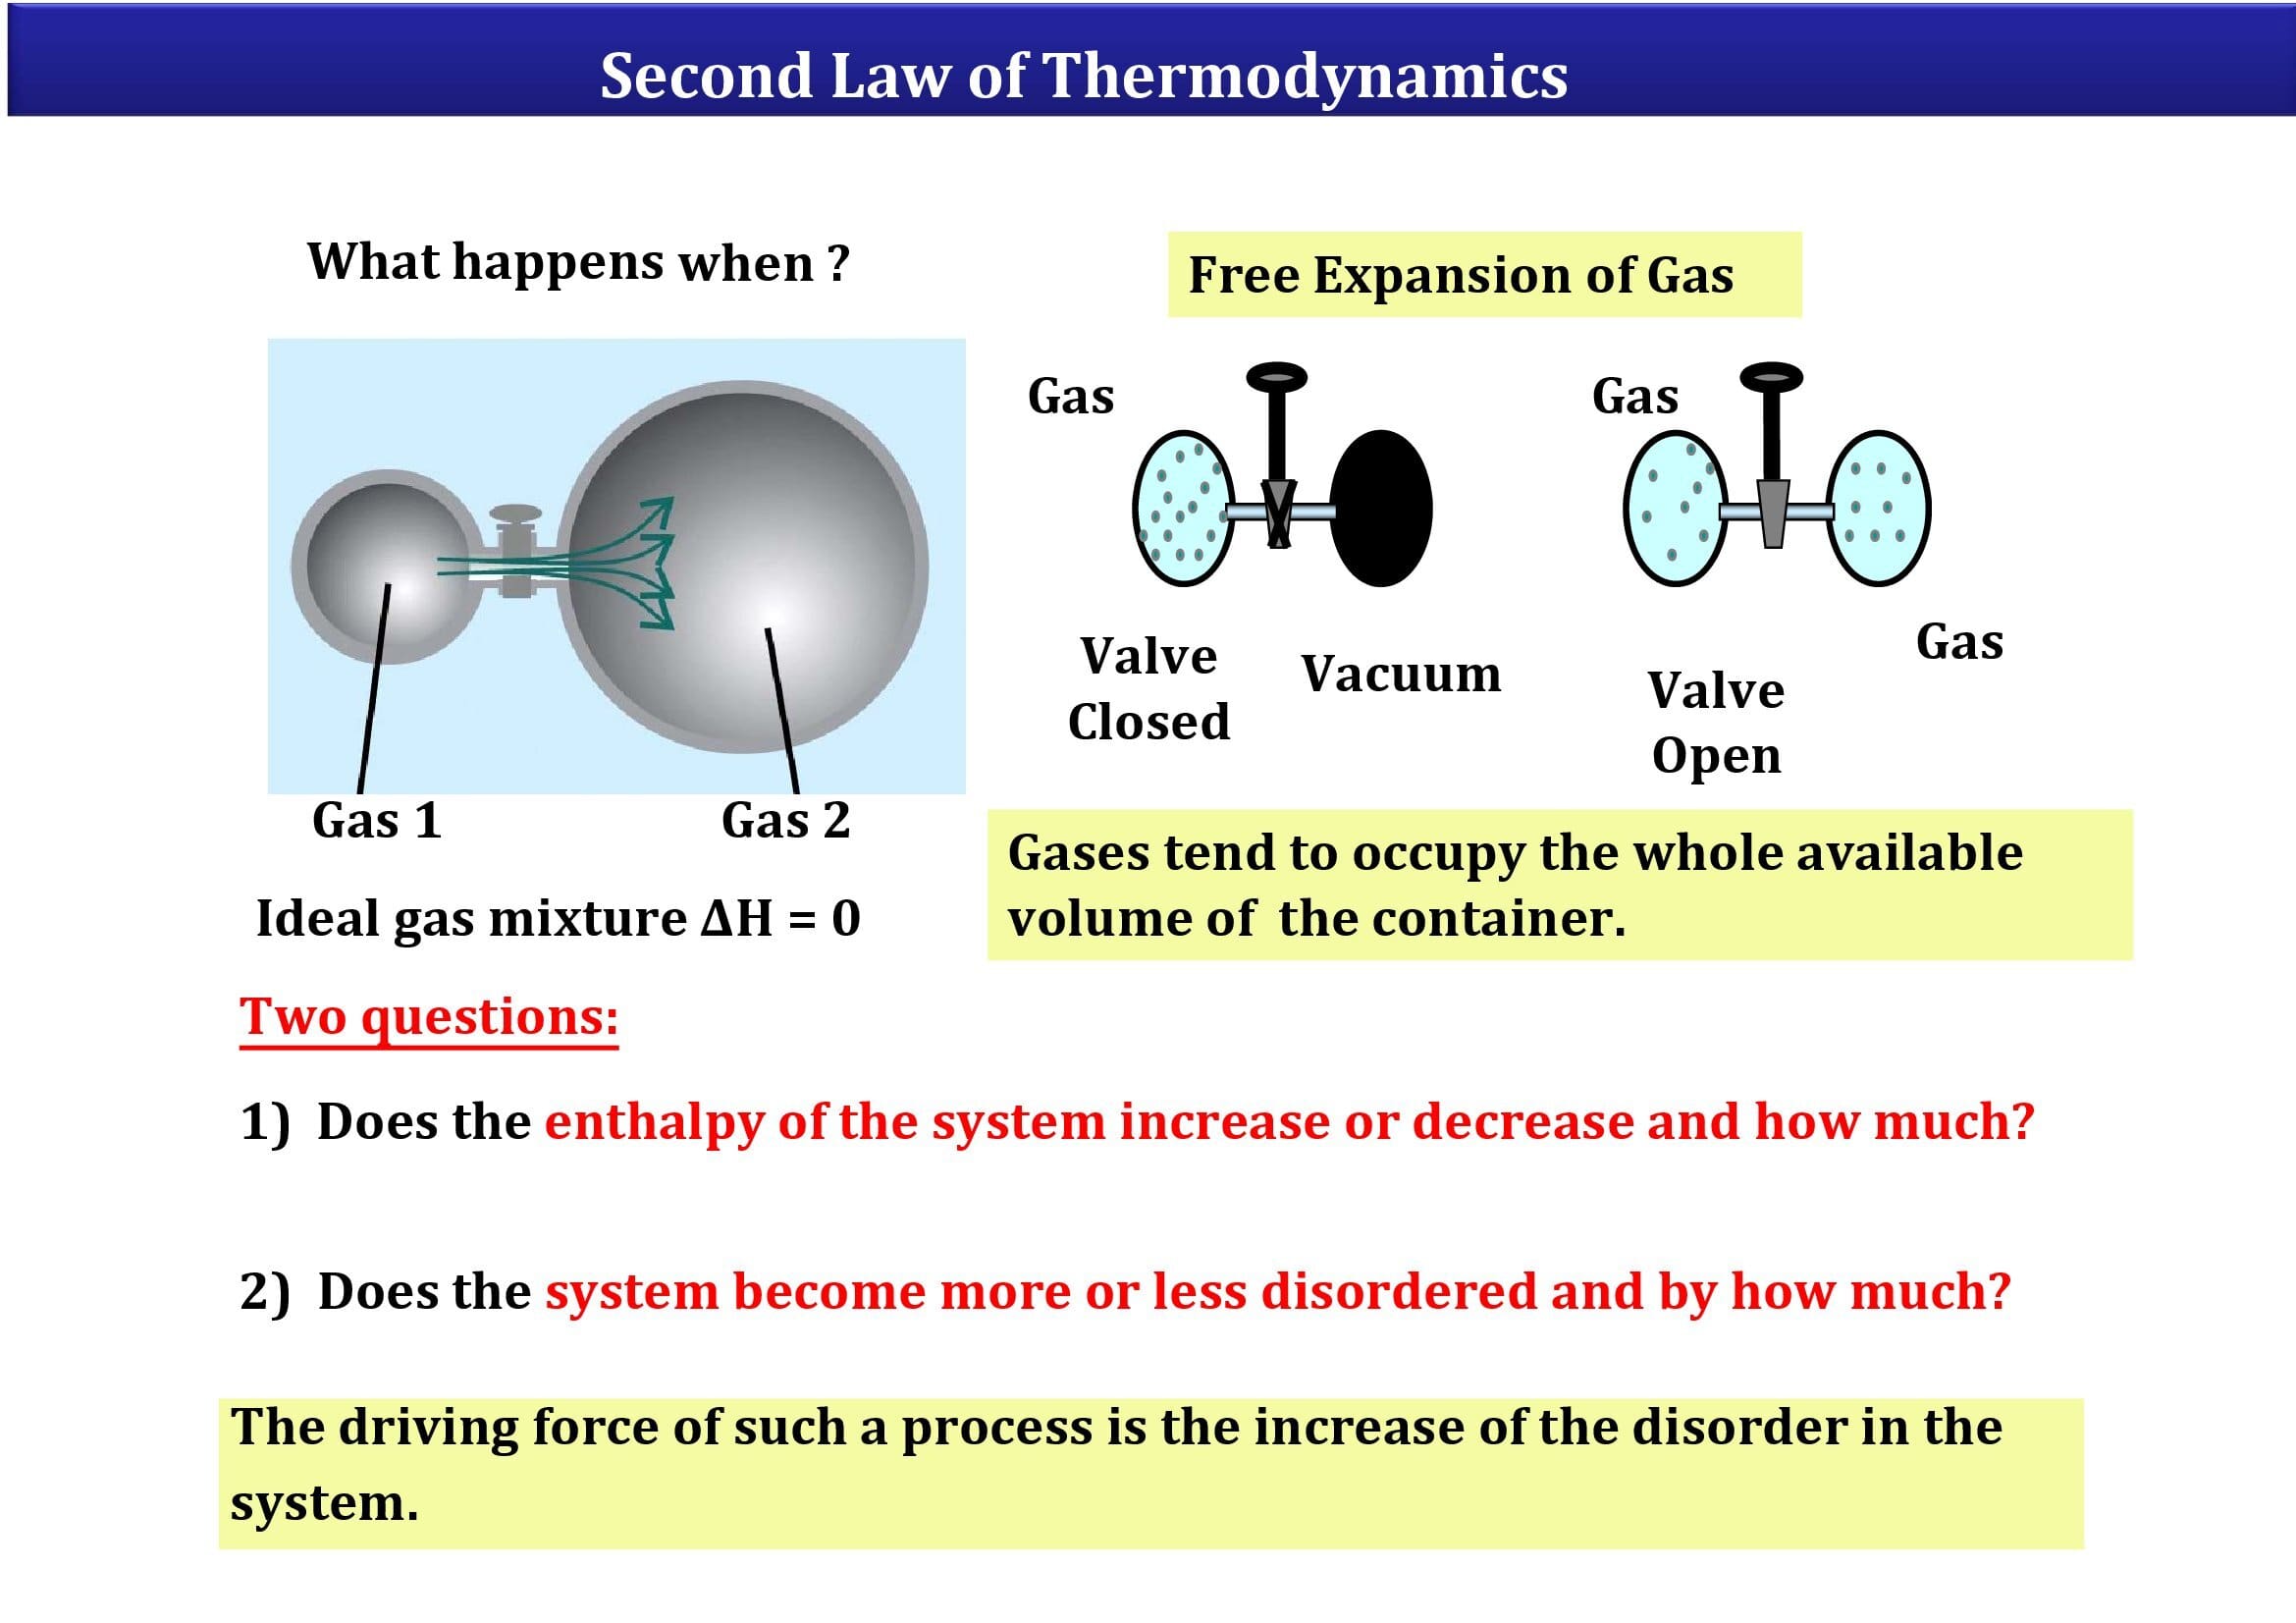 Second Law of Thermodynamics
What happens when ?
Gas 1
Gas 2
Ideal gas mixture ΔH = 0
Free Expansion of Gas
Gas
Valve
Closed
Vacuum
Gas
Valve
Open
Gas
Gases tend to occupy the whole available
volume of the container.
Two questions:
1) Does the enthalpy of the system increase or decrease and how much?
2) Does the system become more or less disordered and by how much?
The driving force of such a process is the increase of the disorder in the
system.